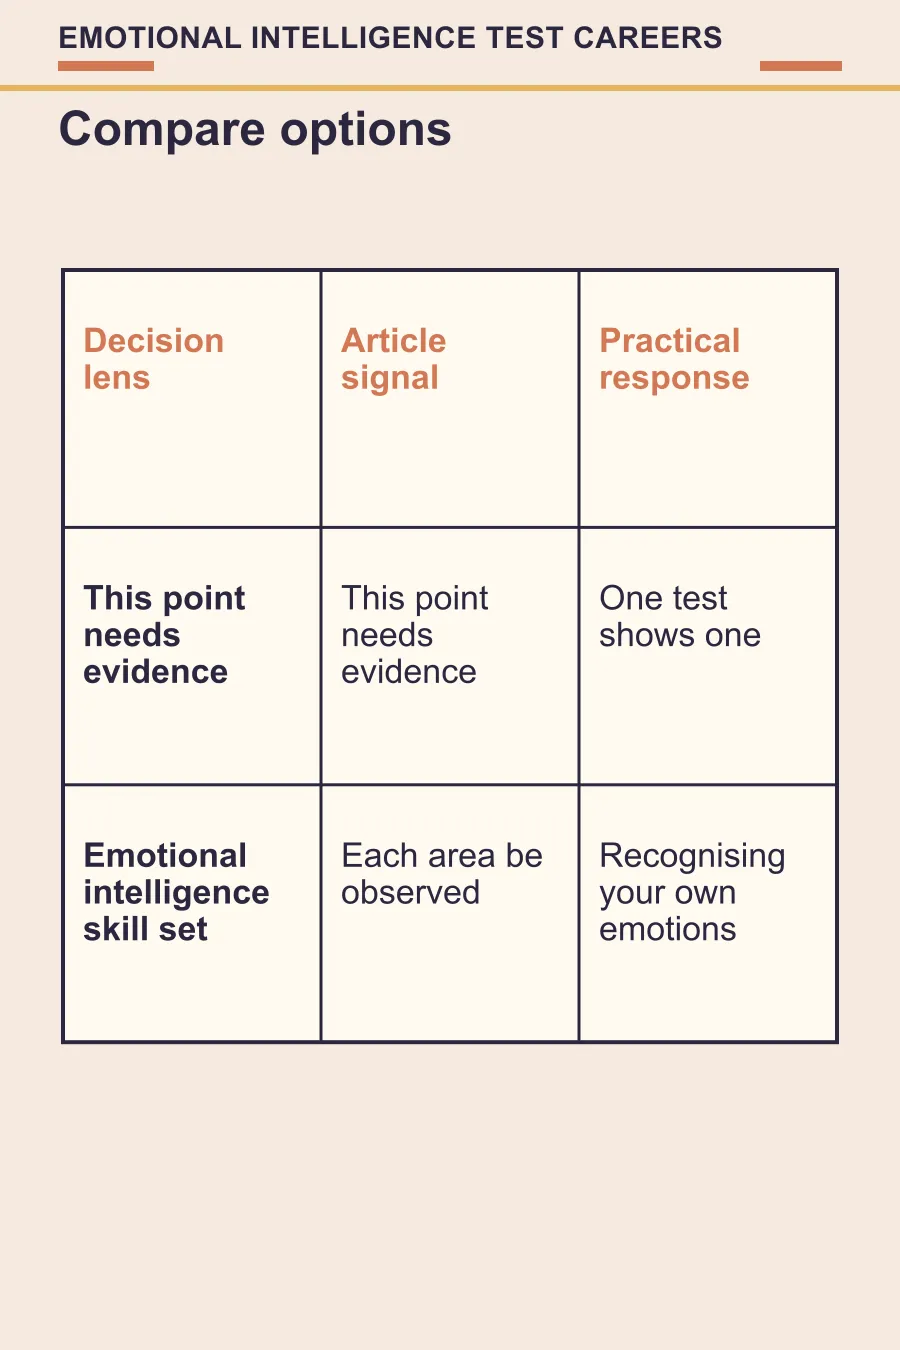 EMOTIONAL INTELLIGENCE TEST CAREERS
Compare options
Decision
lens
Article
signal
Practical
response
This point
needs
evidence
This point
needs
evidence
One test
shows one
Emotional
intelligence
skill set
Each area be
observed
Recognising
your own
emotions